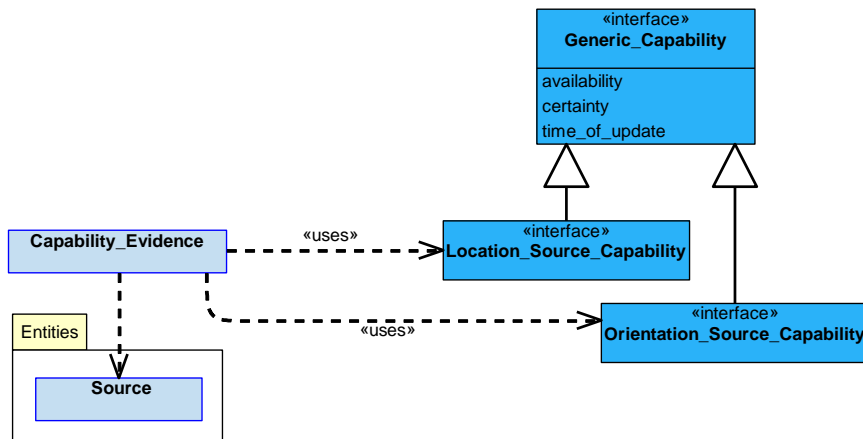 «interface»
Generic_Capability
availability
certainty
time_of_update
Capability_Evidence
«uses»
«interface»
Location_Source_Capability
«uses»
«interface»
Orientation_Source_Capability
Entities
Source